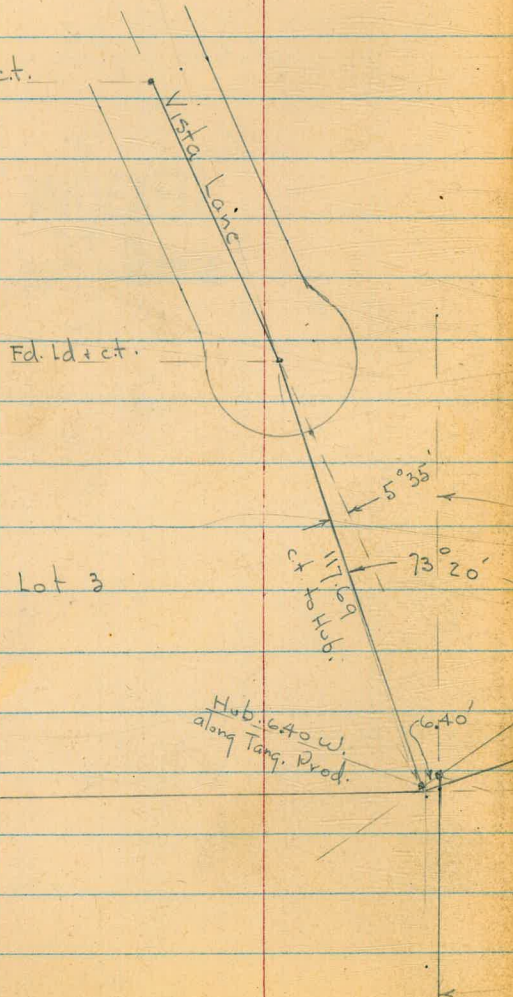 c.t.
Vista Lane
Fd. Ld & c.t.
5°35'
73°20'
117.69
c.t. to Hub.
Lot 3
Hub. 6.40 W.
along Tang. Prod.
6.40'